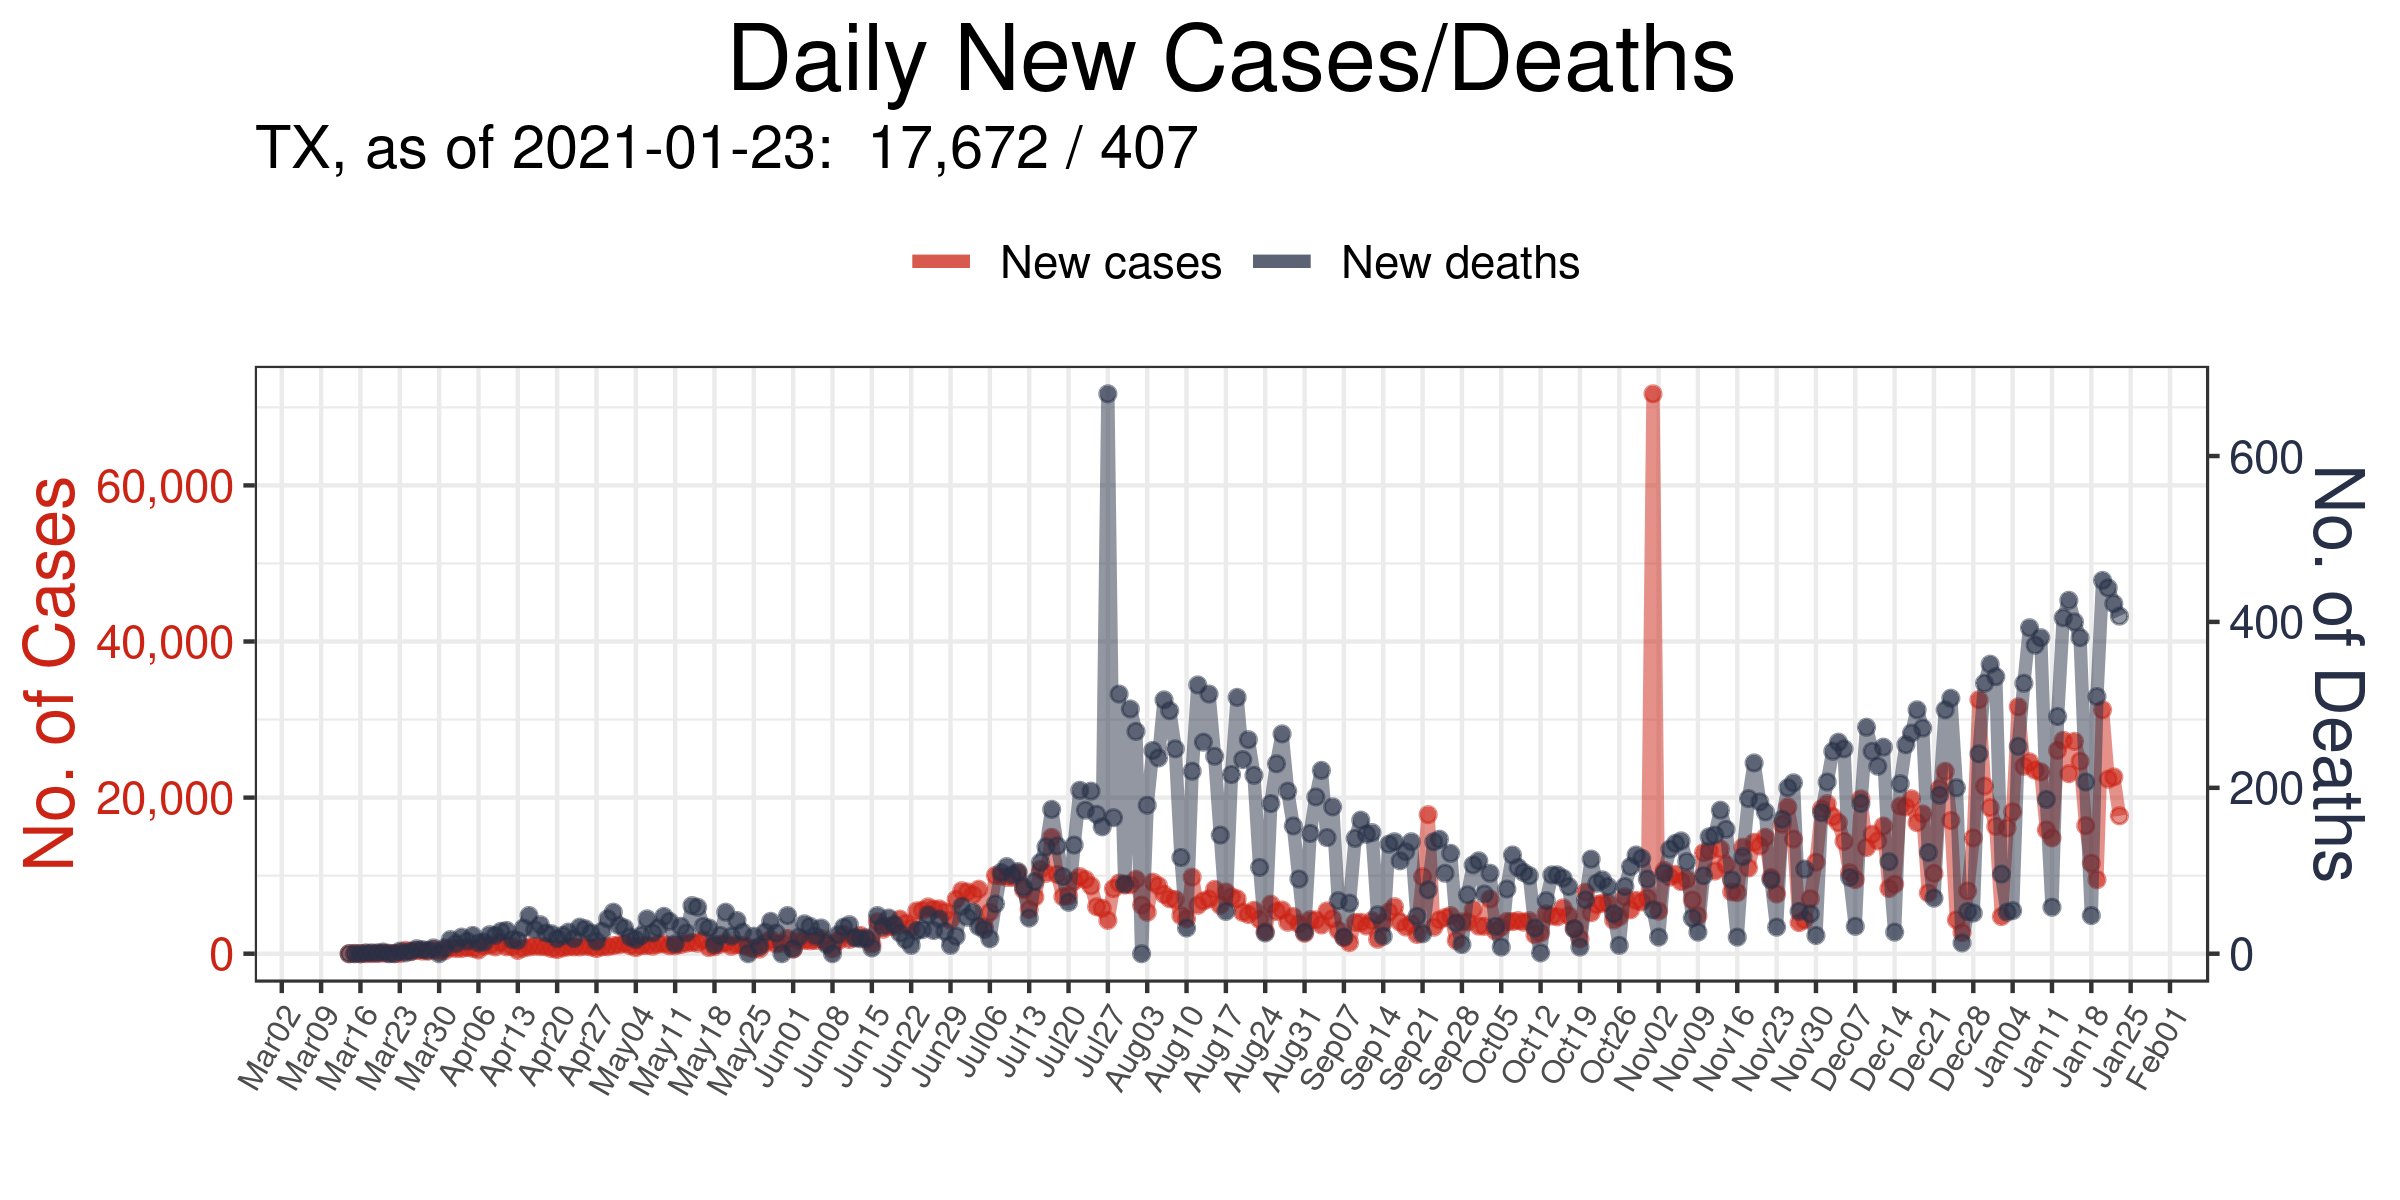 Daily New Cases/Deaths
TX, as of 2021-01-23:  17,672 / 407
New cases
New deaths
No. of Cases
60,000
40,000
20,000
0
600
400
200
0
No. of Deaths
Mar02
Mar09
Mar16
Mar23
Mar30
Apr06
Apr13
Apr20
Apr27
May04
May11
May18
May25
Jun01
Jun08
Jun15
Jun22
Jun29
Jul06
Jul13
Jul20
Jul27
Aug03
Aug10
Aug17
Aug24
Aug31
Sep07
Sep14
Sep21
Sep28
Oct05
Oct12
Oct19
Oct26
Nov02
Nov09
Nov16
Nov23
Nov30
Dec07
Dec14
Dec21
Dec28
Jan04
Jan11
Jan18
Jan25
Feb01